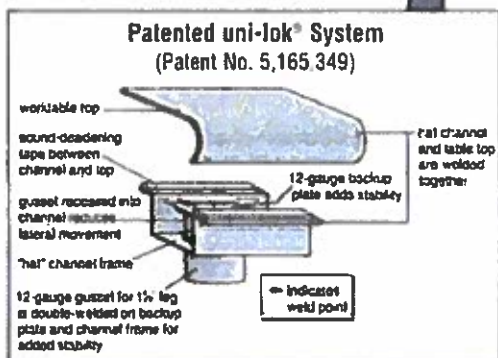 Patented uni-lok® System
(Patent No. 5,165,349)
worktable top
sound-deadening
tape between
channel and top
gusset recessed into
channel reduces
lateral movement
"hat" channel frame
12-gauge gusset for 1⅝" leg
is double-welded on backup
plate and channel frame for
added stability
12-gauge backup
plate adds stability
hat channel
and table top
are welded
together
indicates
weld point